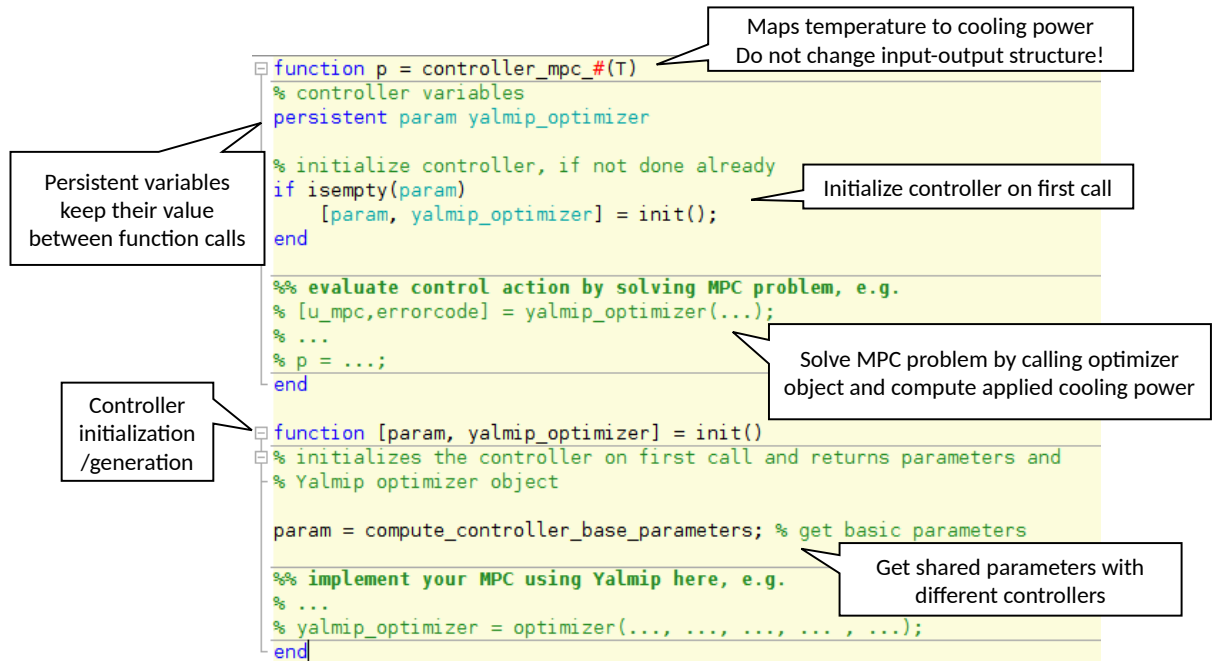 Maps temperature to cooling power
Do not change input-output structure!
function p = controller_mpc_#(T)
% controller variables
persistent param yalmip_optimizer
Persistent variables
keep their value
between function calls
% initialize controller, if not done already
if isempty(param)
[param, yalmip_optimizer] = init();
end
Initialize controller on first call
%% evaluate control action by solving MPC problem, e.g.
% [u_mpc,errorcode] = yalmip_optimizer(...);
% ...
% p = ...;
end
Solve MPC problem by calling optimizer
object and compute applied cooling power
Controller
initialization
/generation
function [param, yalmip_optimizer] = init()
% initializes the controller on first call and returns parameters and
% Yalmip optimizer object
param = compute_controller_base_parameters; % get basic parameters
Get shared parameters with
different controllers
%% implement your MPC using Yalmip here, e.g.
% ...
% yalmip_optimizer = optimizer(..., ..., ..., ... , ...);
end